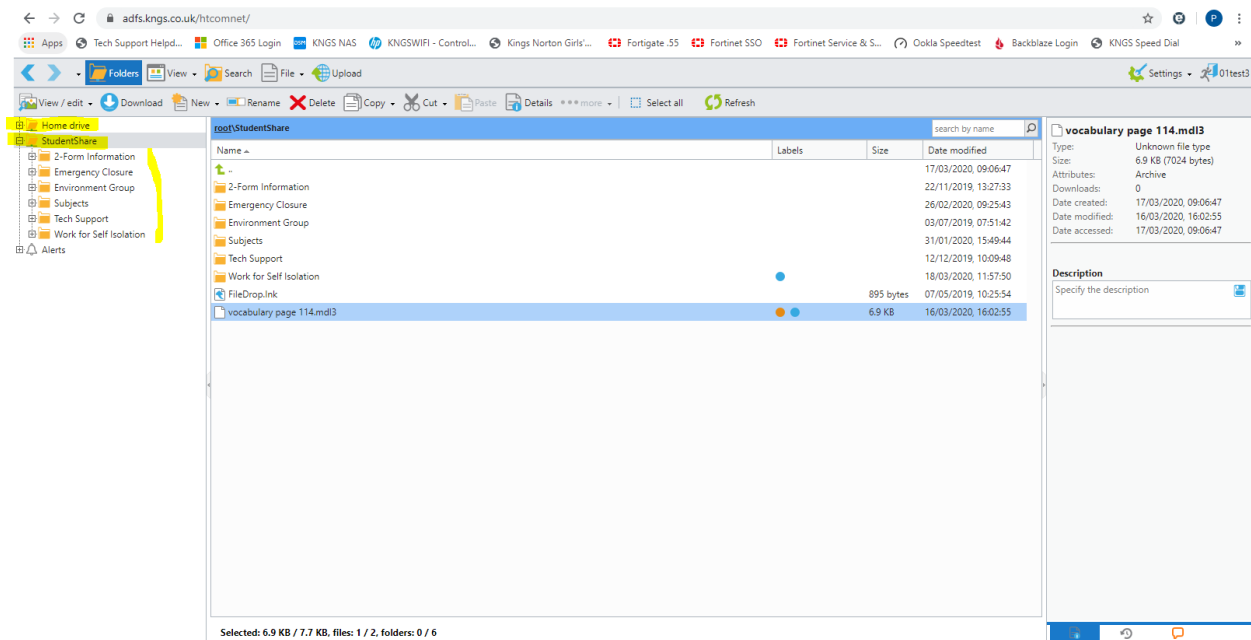 adfs.kngs.co.uk/htcomnet/ P
Apps Tech Support Helpd... Office 365 Login DSM KNGS NAS hp KNGSWIFI - Control... Kings Norton Girls'... Fortigate .55 Fortinet SSO Fortinet Service & S... Ookla Speedtest Backblaze Login KNGS Speed Dial »
Folders View Search File Upload Settings 01test3
View / edit Download New Rename Delete Copy Cut Paste Details more Select all Refresh
Home drive
StudentShare
2-Form Information
Emergency Closure
Environment Group
Subjects
Tech Support
Work for Self Isolation
Alerts
root\StudentShare search by name
Name Labels Size Date modified
.. 17/03/2020, 09:06:47
2-Form Information 22/11/2019, 13:27:33
Emergency Closure 26/02/2020, 09:25:43
Environment Group 03/07/2019, 07:51:42
Subjects 31/01/2020, 15:49:44
Tech Support 12/12/2019, 10:09:48
Work for Self Isolation 18/03/2020, 11:57:50
FileDrop.lnk 895 bytes 07/05/2019, 10:25:54
vocabulary page 114.mdl3 6.9 KB 16/03/2020, 16:02:55
vocabulary page 114.mdl3
Type: Unknown file type
Size: 6.9 KB (7024 bytes)
Attributes: Archive
Downloads: 0
Date created: 17/03/2020, 09:06:47
Date modified: 16/03/2020, 16:02:55
Date accessed: 17/03/2020, 09:06:47
Description
Specify the description
Selected: 6.9 KB / 7.7 KB, files: 1 / 2, folders: 0 / 6